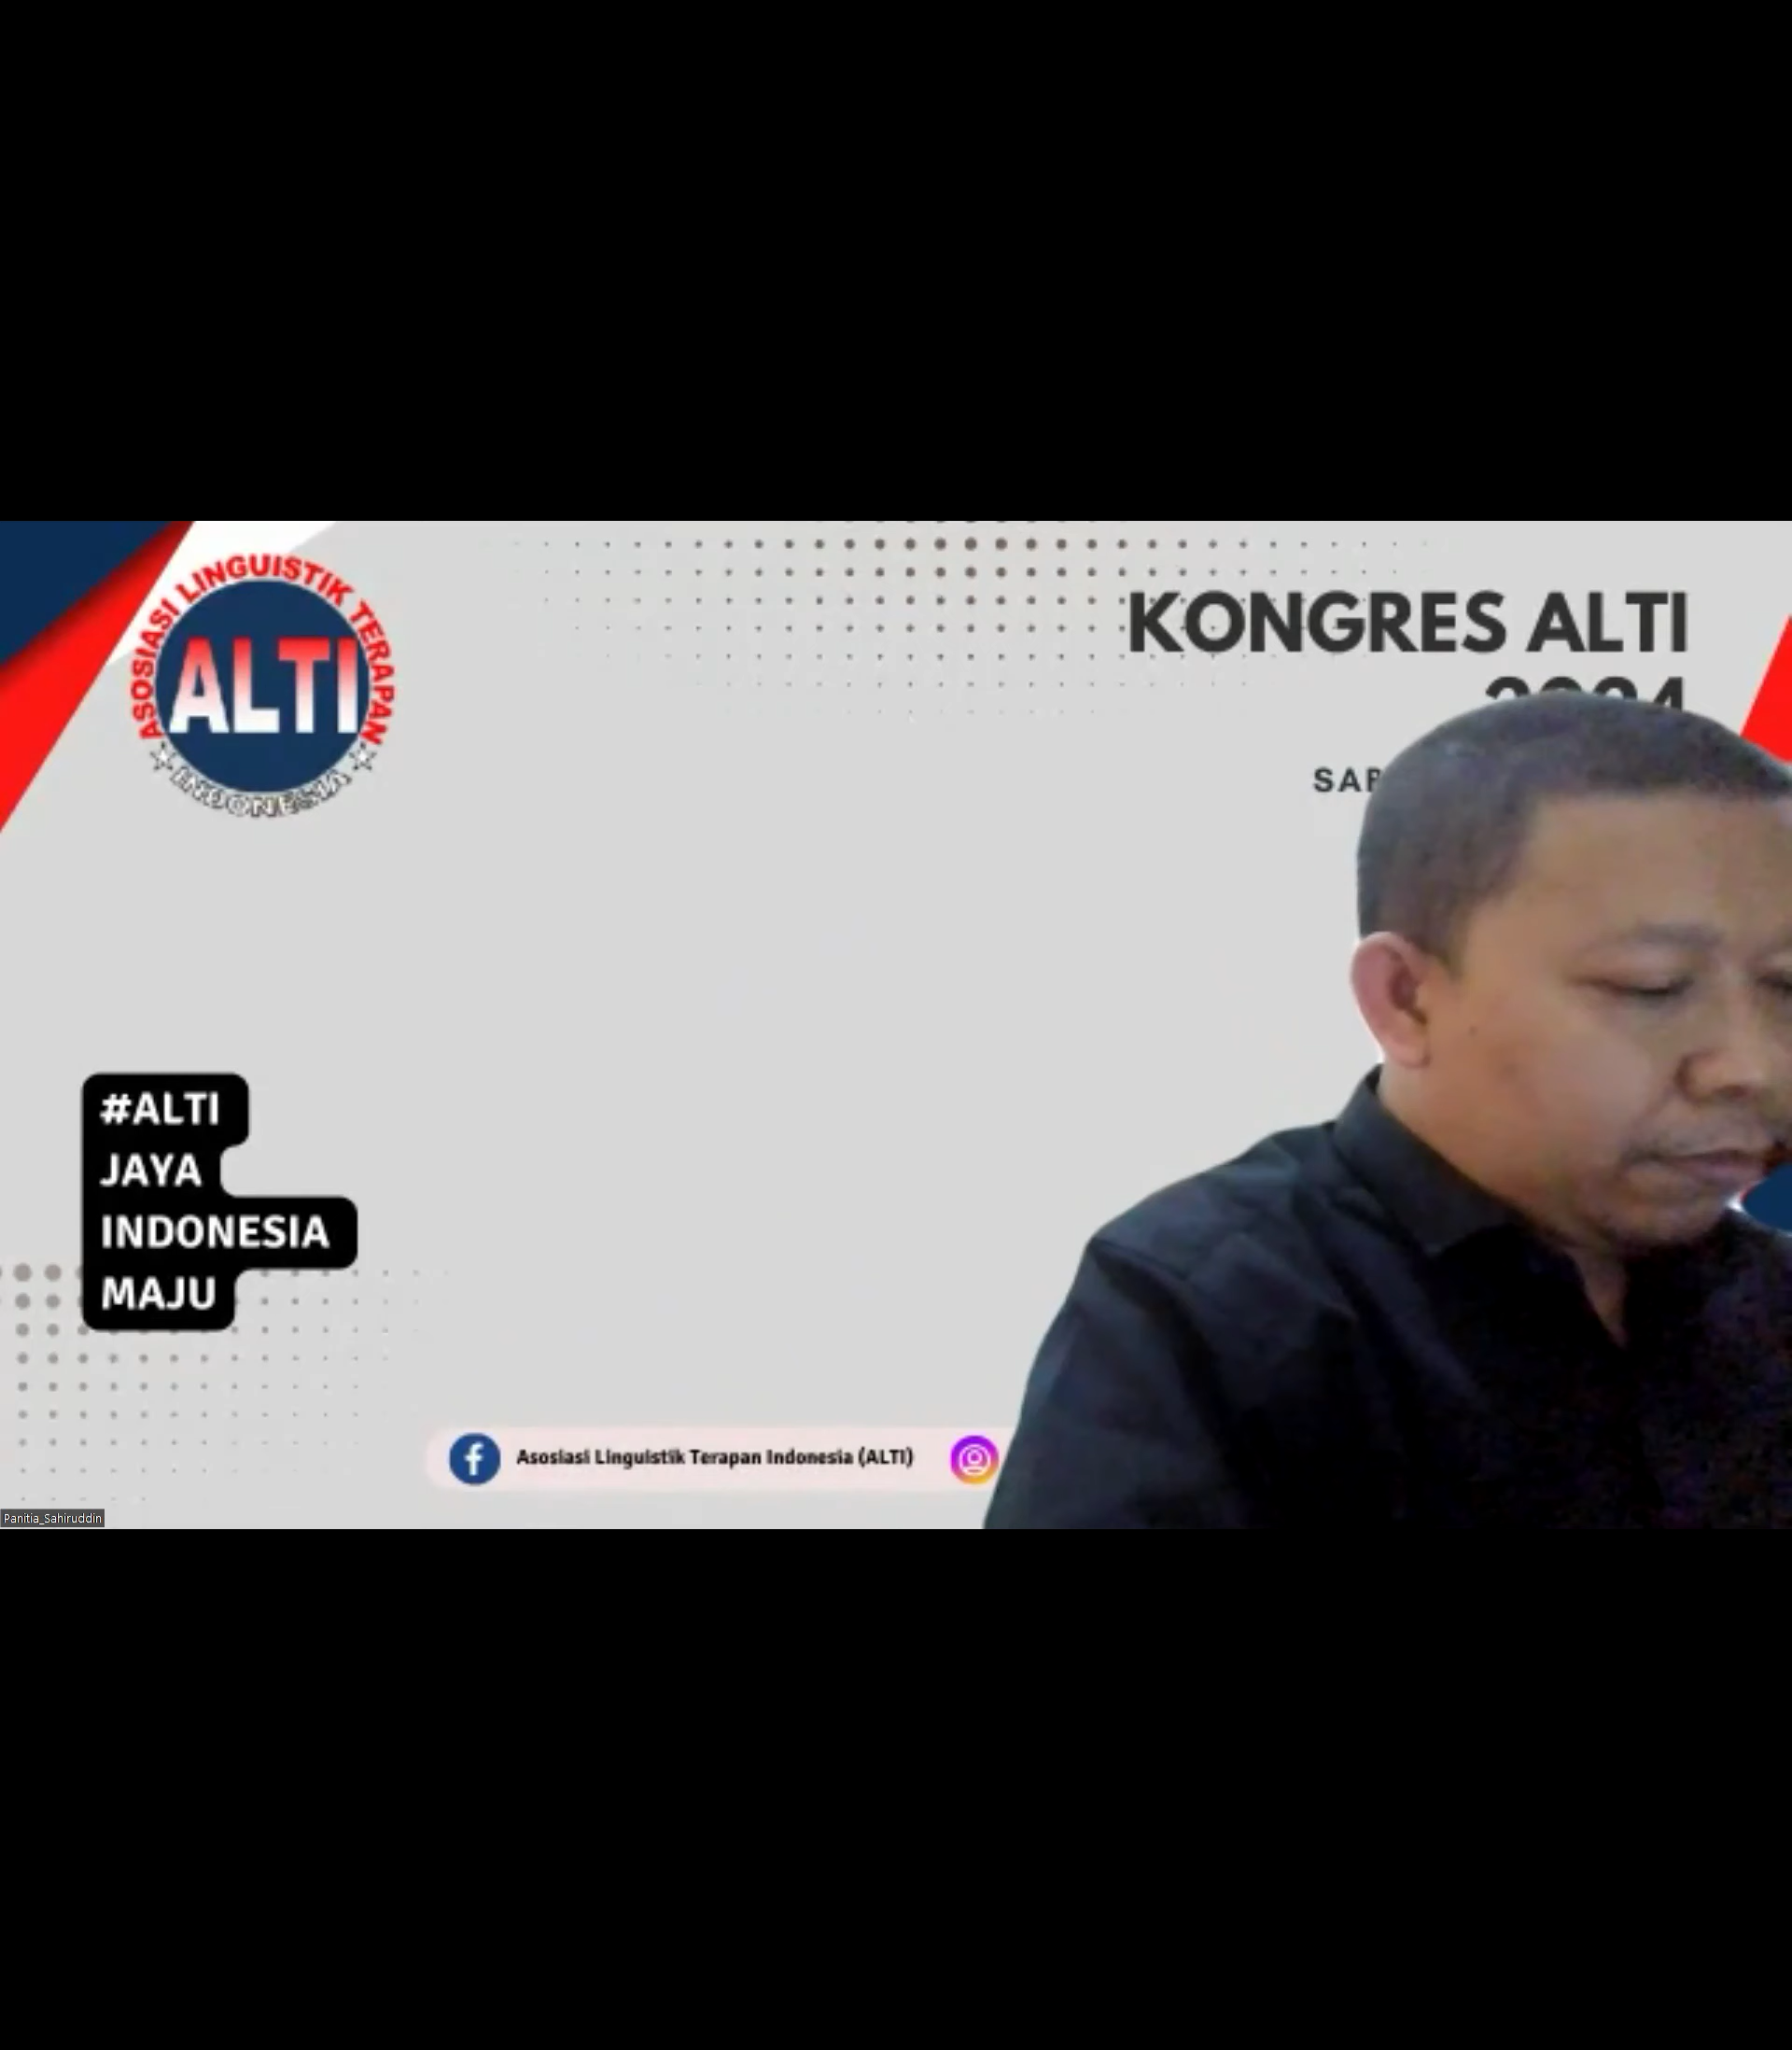 ASOSIASI LINGUISTIK TERAPAN
ALTI
INDONESIA
KONGRES ALTI
#ALTI
JAYA
INDONESIA
MAJU
Asosiasi Linguistik Terapan Indonesia (ALTI)
Panitia_Sahiruddin